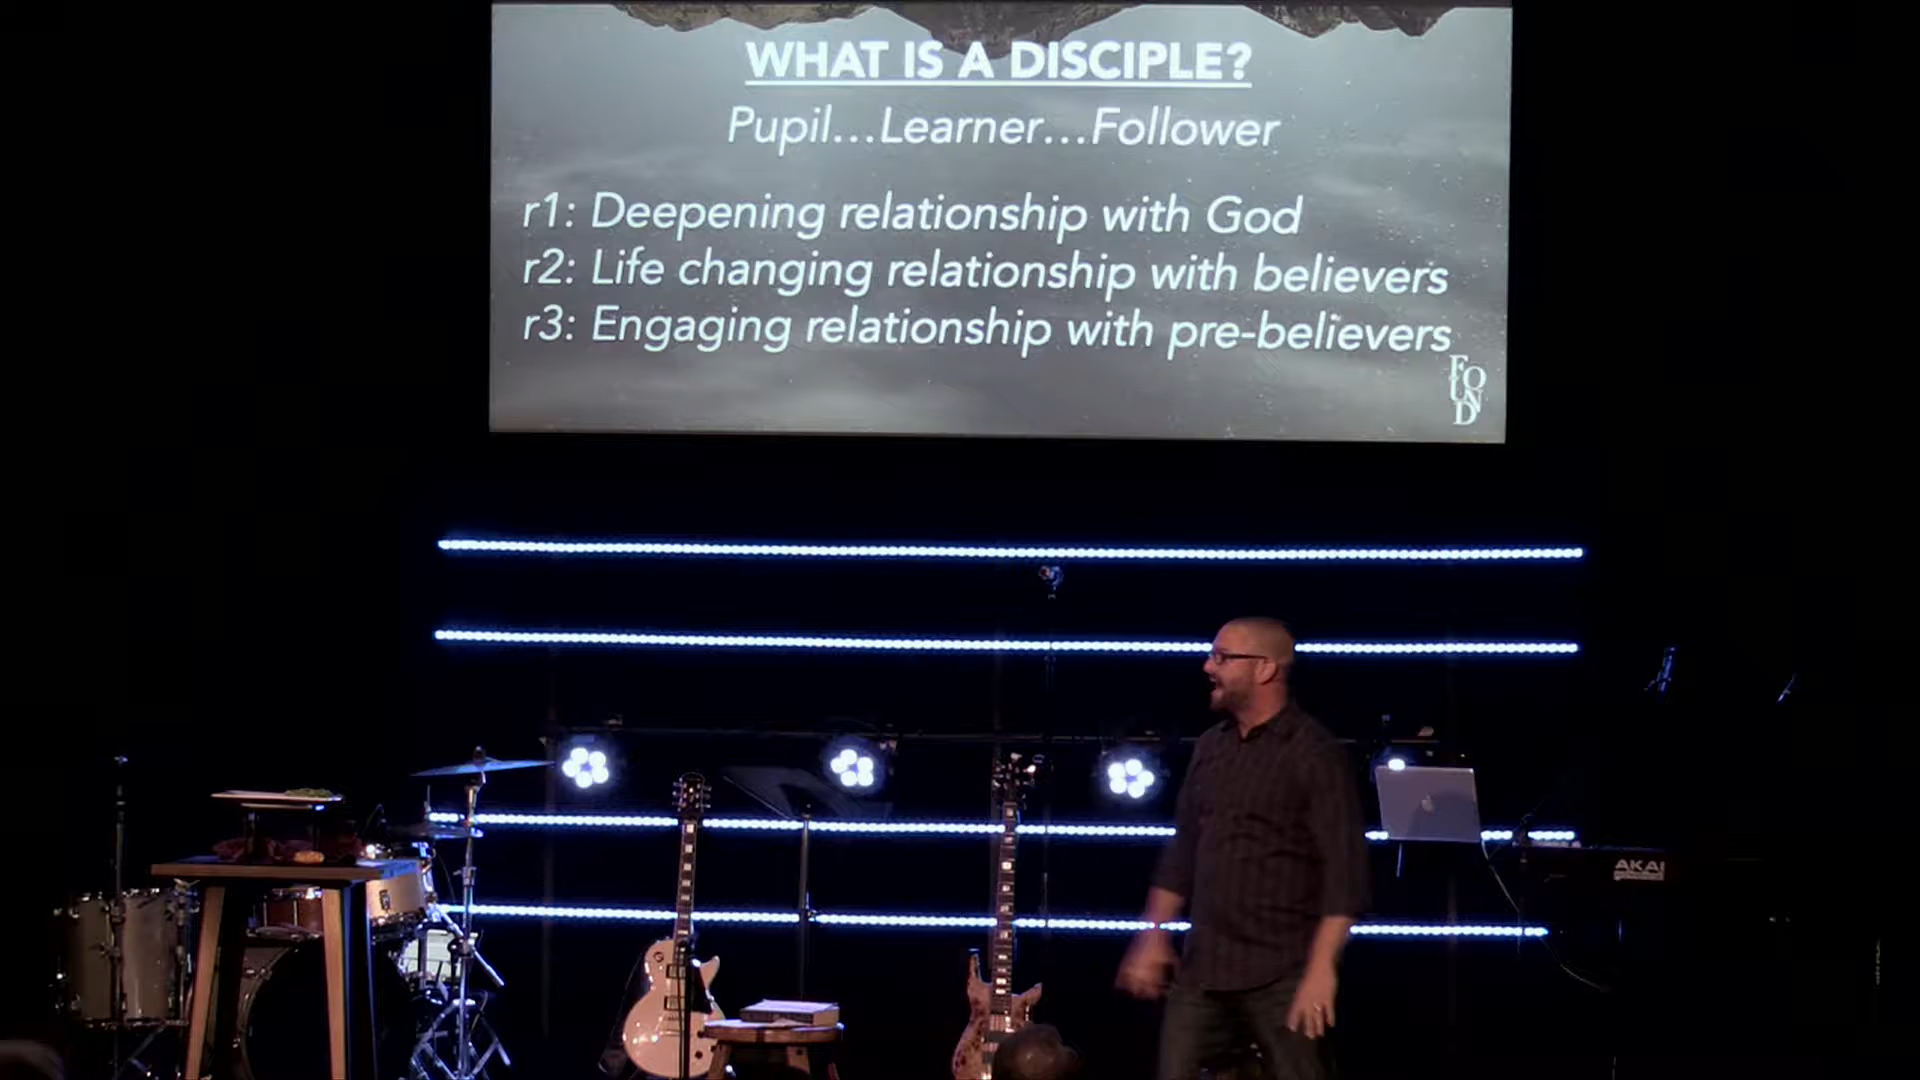 WHAT IS A DISCIPLE?
Pupil...Learner...Follower
r1: Deepening relationship with God
r2: Life changing relationship with believers
r3: Engaging relationship with pre-believers
FOUND
AKAI